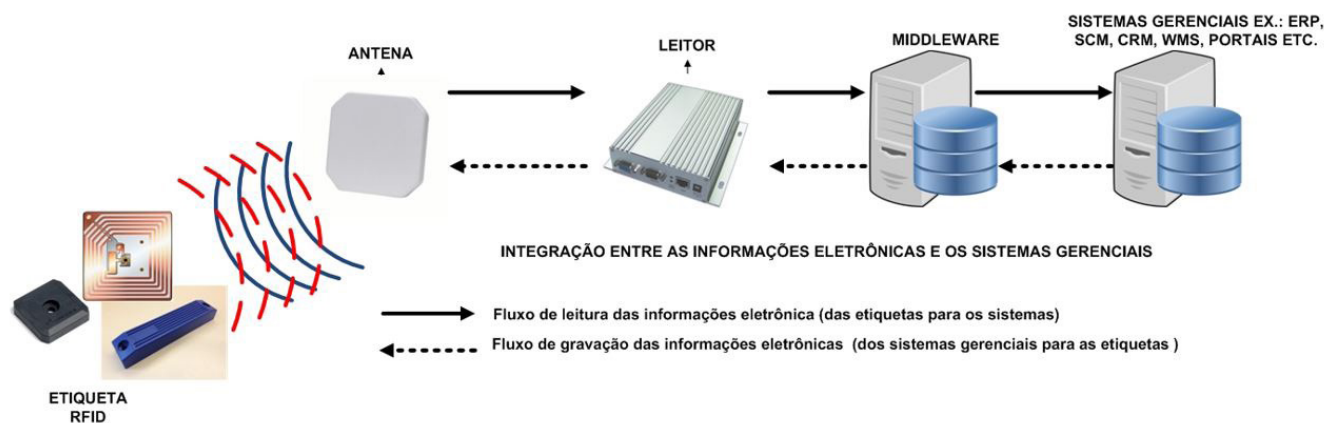 SISTEMAS GERENCIAIS EX.: ERP,
SCM, CRM, WMS, PORTAIS ETC.
MIDDLEWARE
LEITOR
ANTENA
INTEGRAÇÃO ENTRE AS INFORMAÇÕES ELETRÔNICAS E OS SISTEMAS GERENCIAIS
Fluxo de leitura das informações eletrônica (das etiquetas para os sistemas)
Fluxo de gravação das informações eletrônicas (dos sistemas gerenciais para as etiquetas )
ETIQUETA
RFID